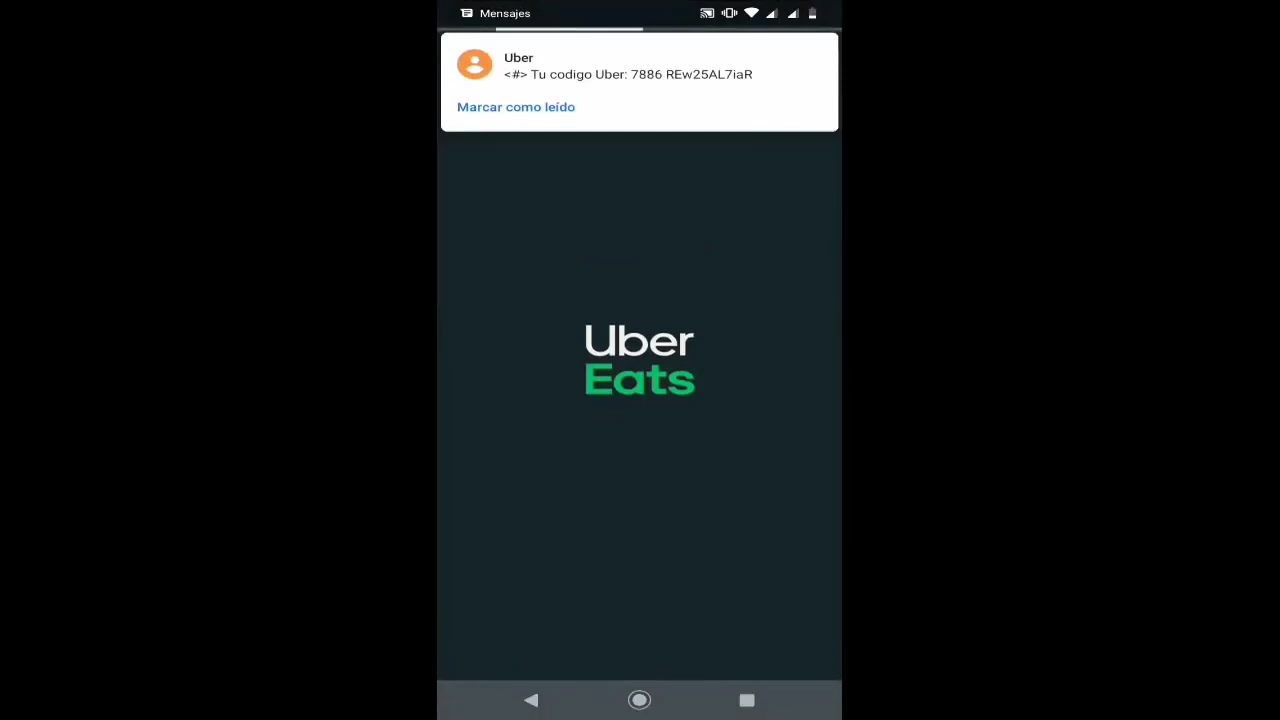 Mensajes
Uber
<#> Tu codigo Uber: 7886 REw25AL7iaR
Marcar como leído
Uber
Eats